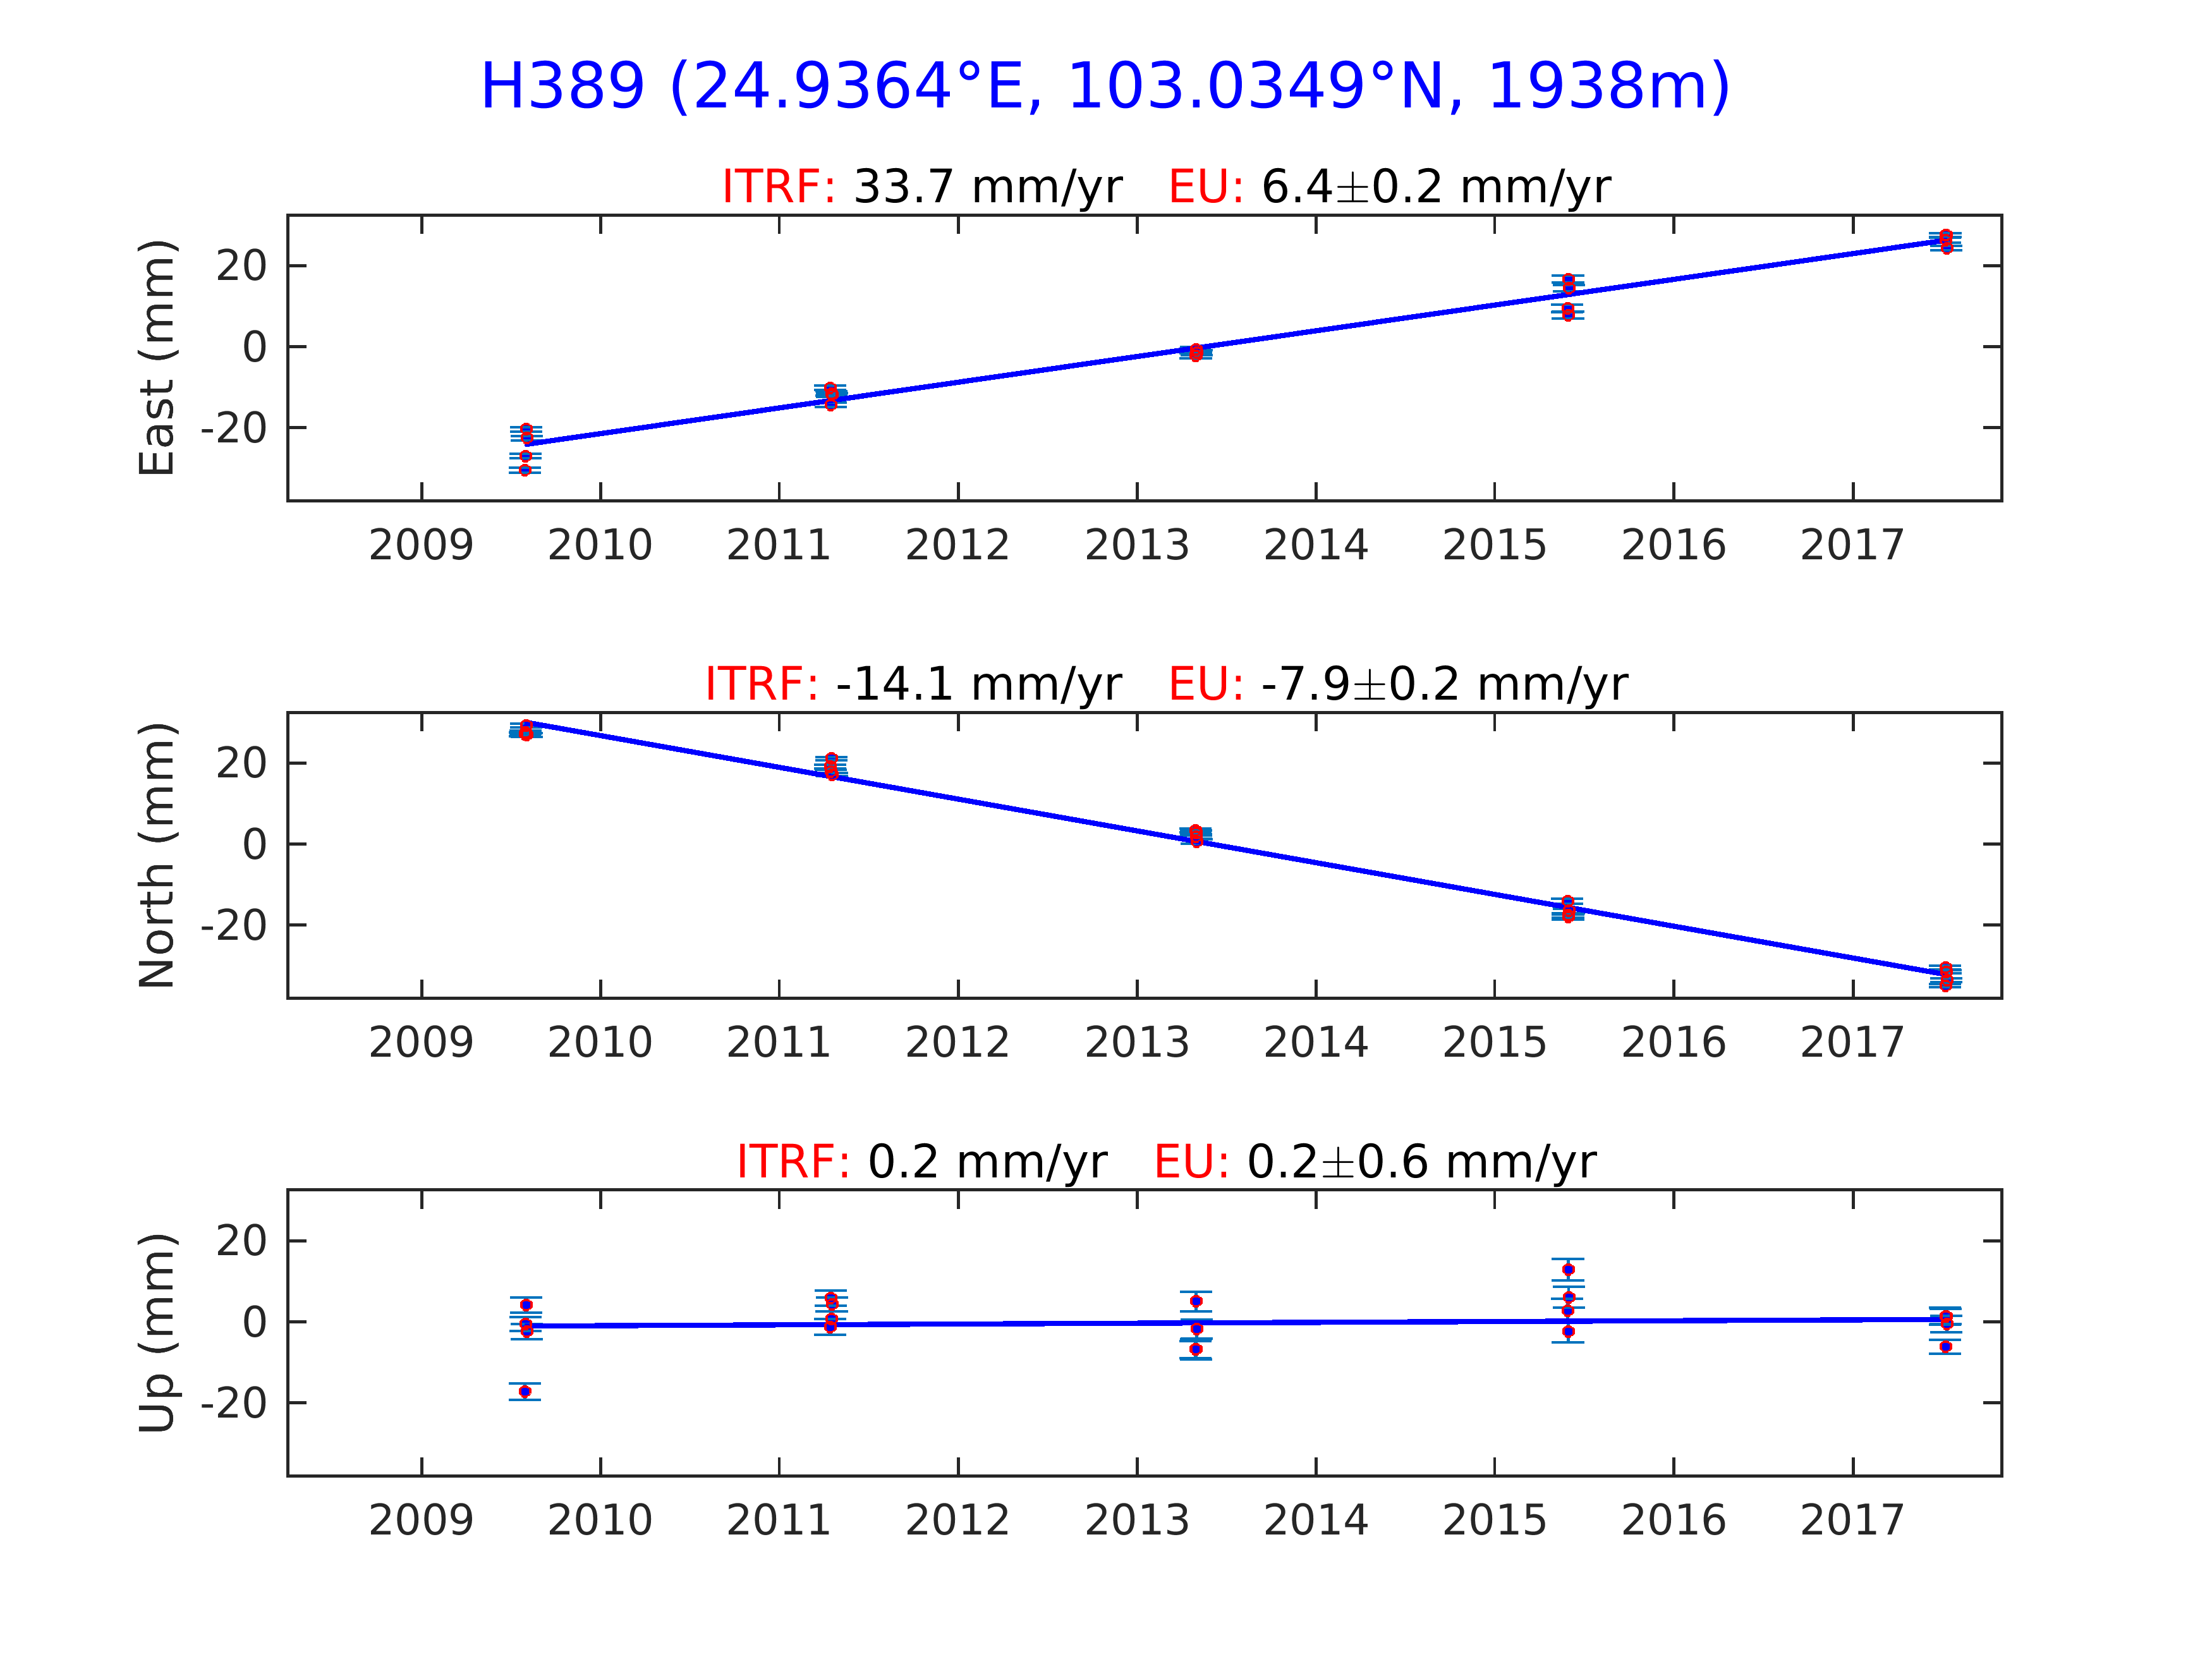 H389 (24.9364°E, 103.0349°N, 1938m)
ITRF: 33.7 mm/yr EU: 6.4±0.2 mm/yr
East (mm)
20
0
-20
2009 2010 2011 2012 2013 2014 2015 2016 2017
ITRF: -14.1 mm/yr EU: -7.9±0.2 mm/yr
North (mm)
20
0
-20
2009 2010 2011 2012 2013 2014 2015 2016 2017
ITRF: 0.2 mm/yr EU: 0.2±0.6 mm/yr
Up (mm)
20
0
-20
2009 2010 2011 2012 2013 2014 2015 2016 2017